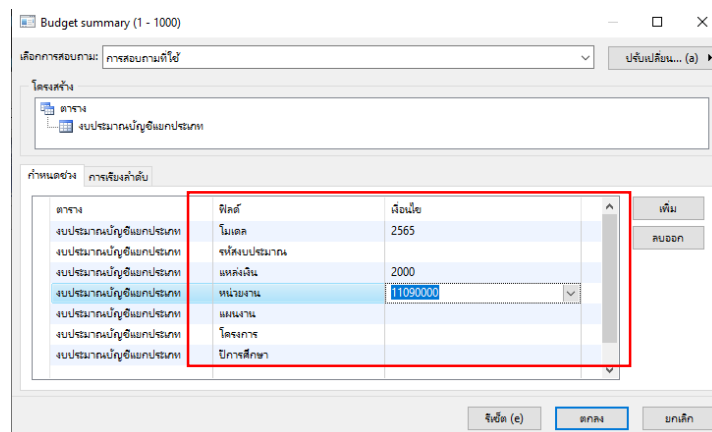 Budget summary (1 - 1000)
เลือกการสอบถาม: การสอบถามที่ใช้ ปรับเปลี่ยน... (a)
โครงสร้าง
ตาราง
งบประมาณบัญชีแยกประเภท
กำหนดช่วง การเรียงลำดับ
ตาราง ฟิลด์ เงื่อนไข เพิ่ม
งบประมาณบัญชีแยกประเภท โมเดล 2565 ลบออก
งบประมาณบัญชีแยกประเภท รหัสงบประมาณ
งบประมาณบัญชีแยกประเภท แหล่งเงิน 2000
งบประมาณบัญชีแยกประเภท หน่วยงาน 11090000
งบประมาณบัญชีแยกประเภท แผนงาน
งบประมาณบัญชีแยกประเภท โครงการ
งบประมาณบัญชีแยกประเภท ปีการศึกษา
รีเซ็ต (e) ตกลง ยกเลิก